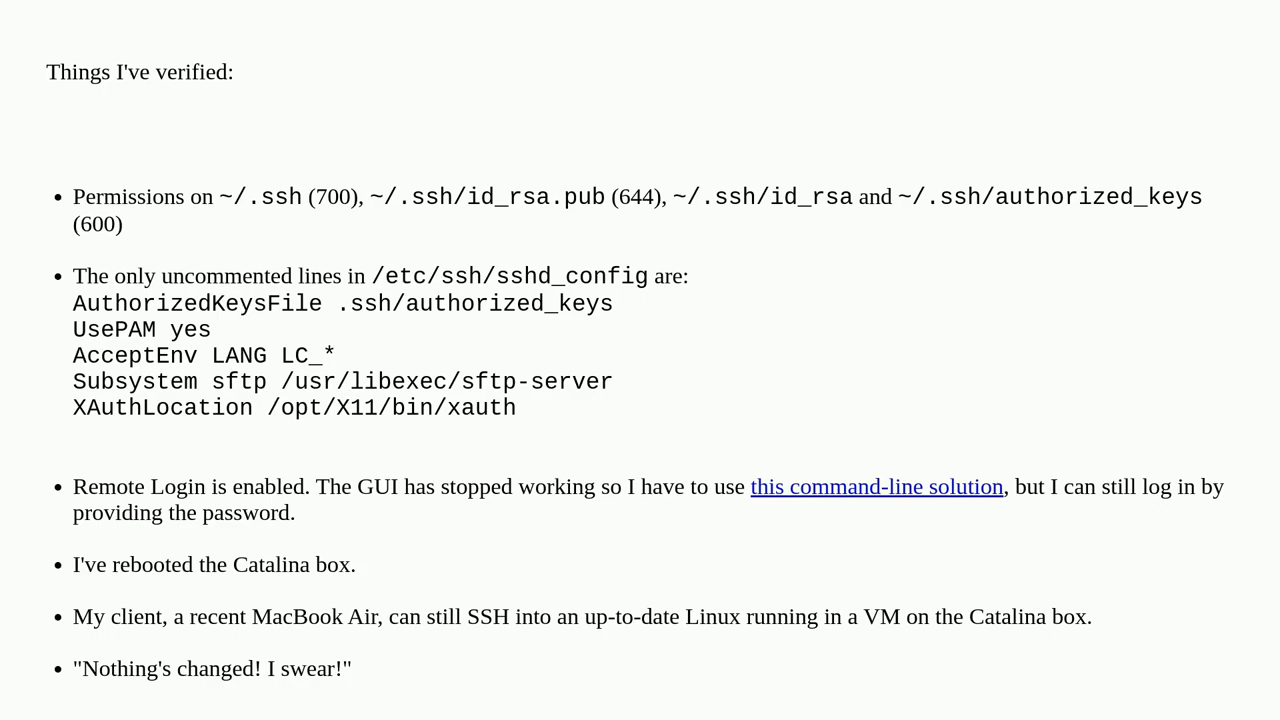 Things I've verified:
• Permissions on ~/.ssh (700), ~/.ssh/id_rsa.pub (644), ~/.ssh/id_rsa and ~/.ssh/authorized_keys
(600)
• The only uncommented lines in /etc/ssh/sshd_config are:
AuthorizedKeysFile .ssh/authorized_keys
UsePAM yes
AcceptEnv LANG LC_*
Subsystem sftp /usr/libexec/sftp-server
XAuthLocation /opt/X11/bin/xauth
• Remote Login is enabled. The GUI has stopped working so I have to use this command-line solution, but I can still log in by
providing the password.
• I've rebooted the Catalina box.
• My client, a recent MacBook Air, can still SSH into an up-to-date Linux running in a VM on the Catalina box.
• "Nothing's changed! I swear!"